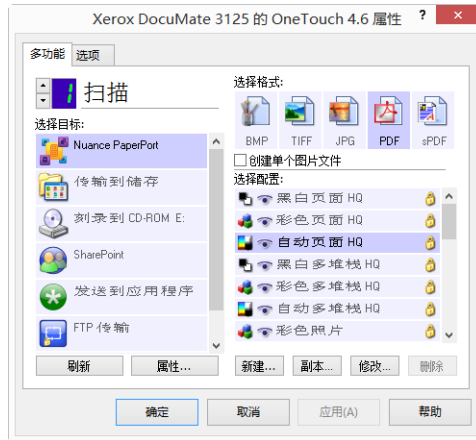 Xerox DocuMate 3125 的 OneTouch 4.6 属性
? ×
多功能 选项
1 扫描
选择目标:
Nuance PaperPort
传输到储存
刻录到 CD-ROM E:
SharePoint
发送到应用程序
FTP 传输
刷新 属性...
选择格式:
BMP TIFF JPG PDF sPDF
创建单个图片文件
选择配置:
黑白页面 HQ
彩色页面 HQ
自动页面 HQ
黑白多堆栈 HQ
彩色多堆栈 HQ
自动多堆栈 HQ
彩色照片
新建... 副本... 修改... 删除
确定 取消 应用(A) 帮助